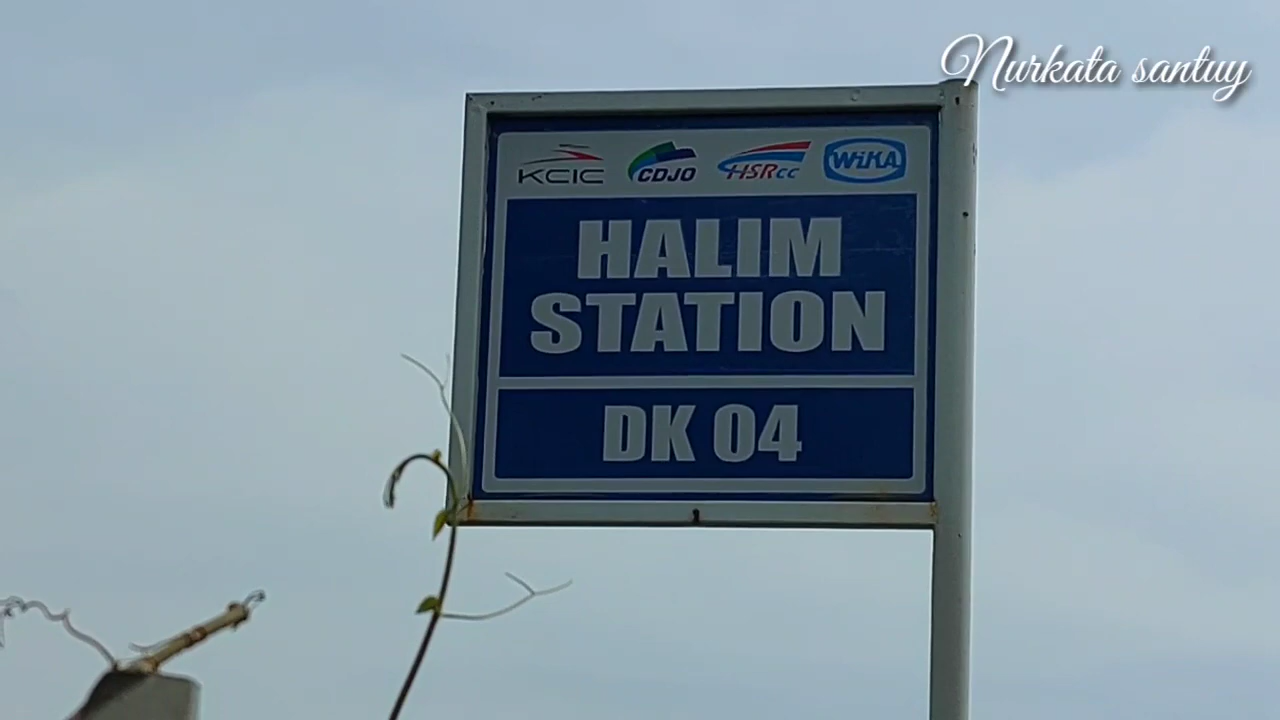 Nurkata santuy
KCIC CDJO HSRcc WIKA
HALIM
STATION
DK 04